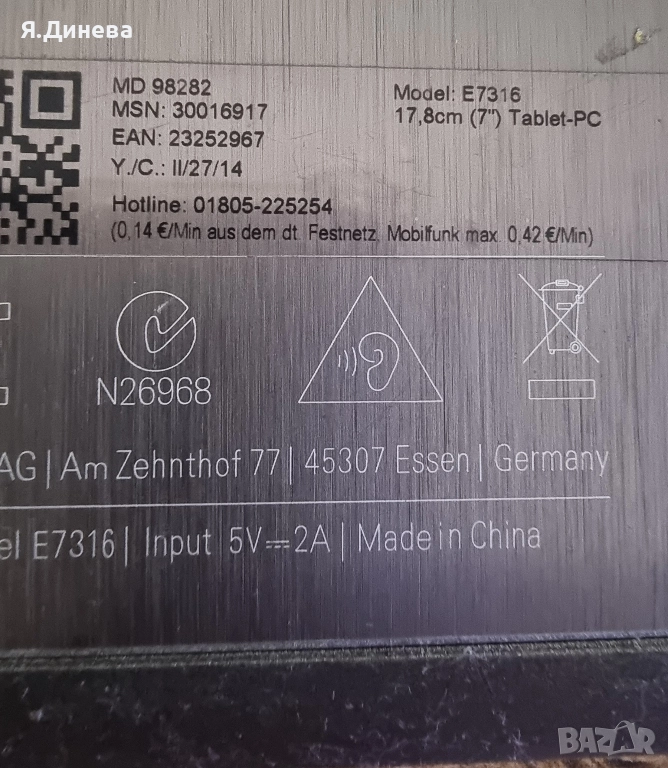 Я.Динева
MD 98282
MSN: 30016917
EAN: 23252967
Y./C.: II/27/14
Hotline: 01805-225254
(0,14 €/Min aus dem dt. Festnetz, Mobilfunk max. 0,42 €/Min)
Model: E7316
17,8cm (7") Tablet-PC
N26968
AG | Am Zehnthof 77 | 45307 Essen | Germany
el E7316 | Input 5V⎓2A | Made in China
BAZAR